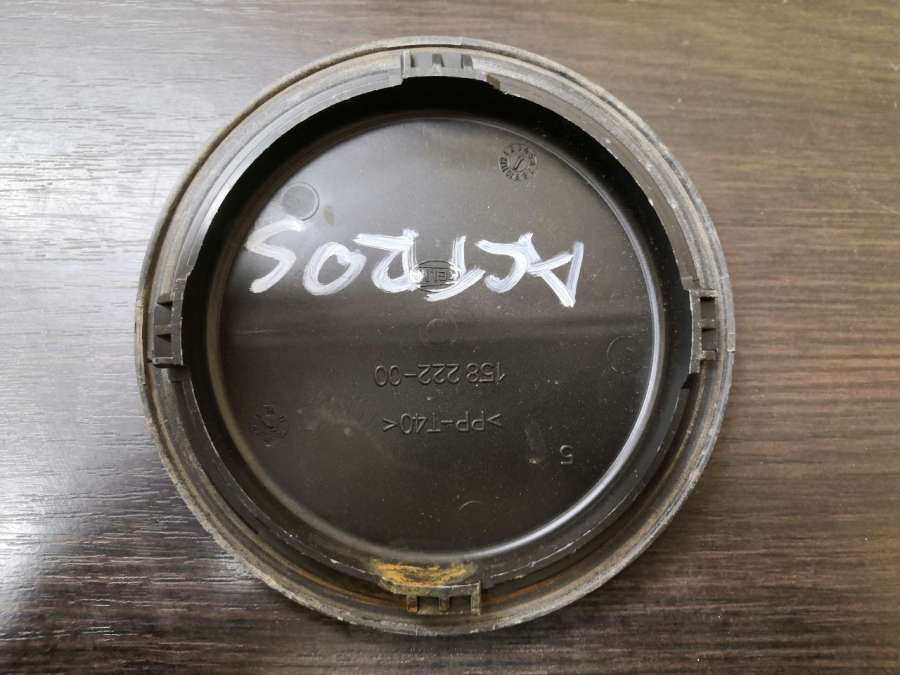 ACTROS
158 222-00
>PP-T40<
5